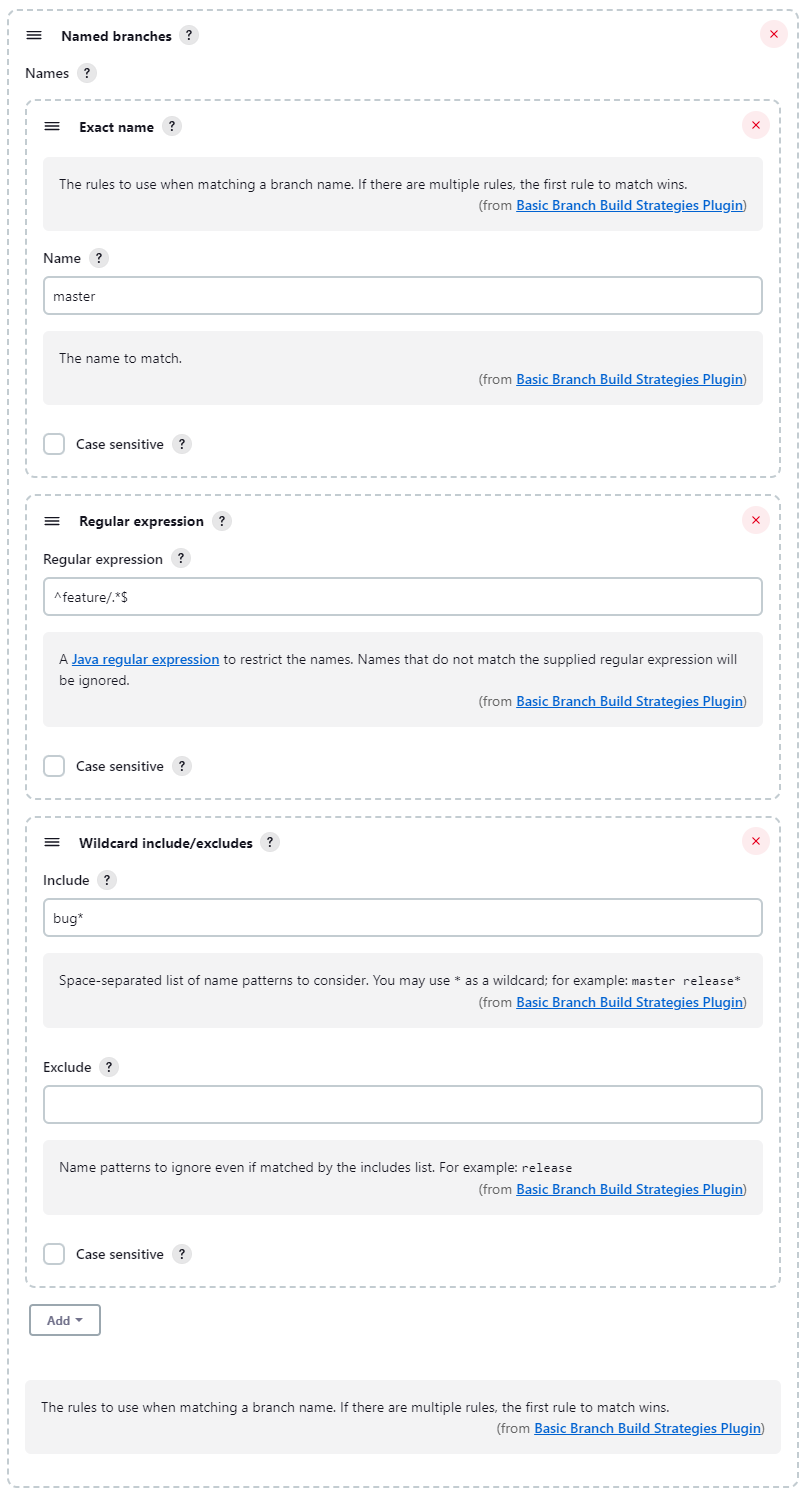 Named branches ?
Names ?
Exact name ?
The rules to use when matching a branch name. If there are multiple rules, the first rule to match wins.
(from Basic Branch Build Strategies Plugin)
Name ?
master
The name to match.
(from Basic Branch Build Strategies Plugin)
Case sensitive ?
Regular expression ?
Regular expression ?
^feature/.*$
A Java regular expression to restrict the names. Names that do not match the supplied regular expression will
be ignored.
(from Basic Branch Build Strategies Plugin)
Case sensitive ?
Wildcard include/excludes ?
Include ?
bug*
Space-separated list of name patterns to consider. You may use * as a wildcard; for example: master release*
(from Basic Branch Build Strategies Plugin)
Exclude ?
Name patterns to ignore even if matched by the includes list. For example: release
(from Basic Branch Build Strategies Plugin)
Case sensitive ?
Add
The rules to use when matching a branch name. If there are multiple rules, the first rule to match wins.
(from Basic Branch Build Strategies Plugin)